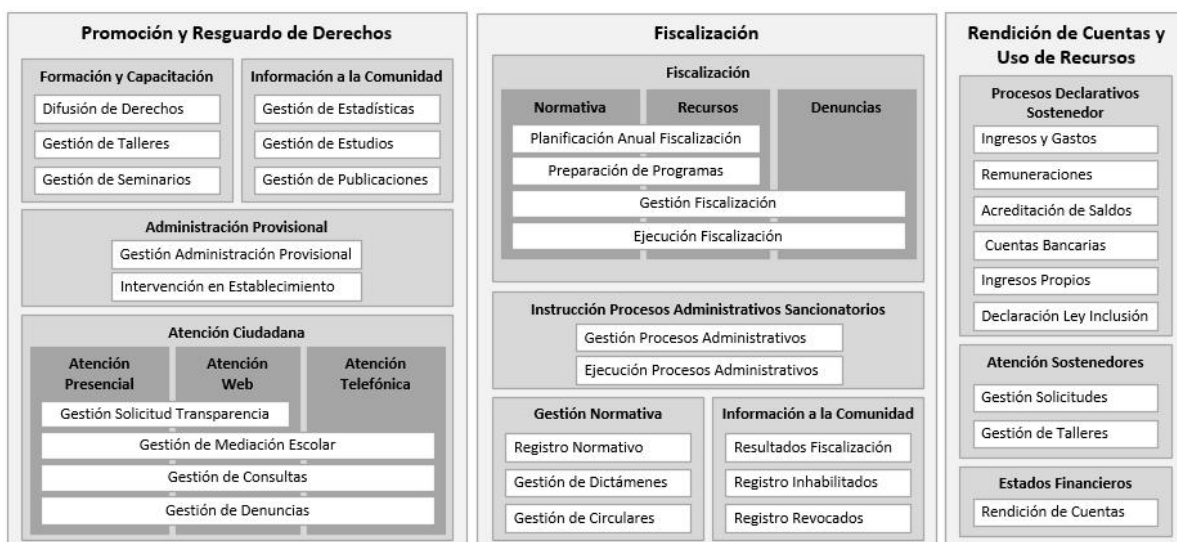 Promoción y Resguardo de Derechos
Formación y Capacitación
Difusión de Derechos
Gestión de Talleres
Gestión de Seminarios
Información a la Comunidad
Gestión de Estadísticas
Gestión de Estudios
Gestión de Publicaciones
Administración Provisional
Gestión Administración Provisional
Intervención en Establecimiento
Atención Ciudadana
Atención
Presencial
Atención
Web
Atención
Telefónica
Gestión Solicitud Transparencia
Gestión de Mediación Escolar
Gestión de Consultas
Gestión de Denuncias
Fiscalización
Fiscalización
Normativa
Recursos
Denuncias
Planificación Anual Fiscalización
Preparación de Programas
Gestión Fiscalización
Ejecución Fiscalización
Instrucción Procesos Administrativos Sancionatorios
Gestión Procesos Administrativos
Ejecución Procesos Administrativos
Gestión Normativa
Registro Normativo
Gestión de Dictámenes
Gestión de Circulares
Información a la Comunidad
Resultados Fiscalización
Registro Inhabilitados
Registro Revocados
Rendición de Cuentas y
Uso de Recursos
Procesos Declarativos
Sostenedor
Ingresos y Gastos
Remuneraciones
Acreditación de Saldos
Cuentas Bancarias
Ingresos Propios
Declaración Ley Inclusión
Atención Sostenedores
Gestión Solicitudes
Gestión de Talleres
Estados Financieros
Rendición de Cuentas